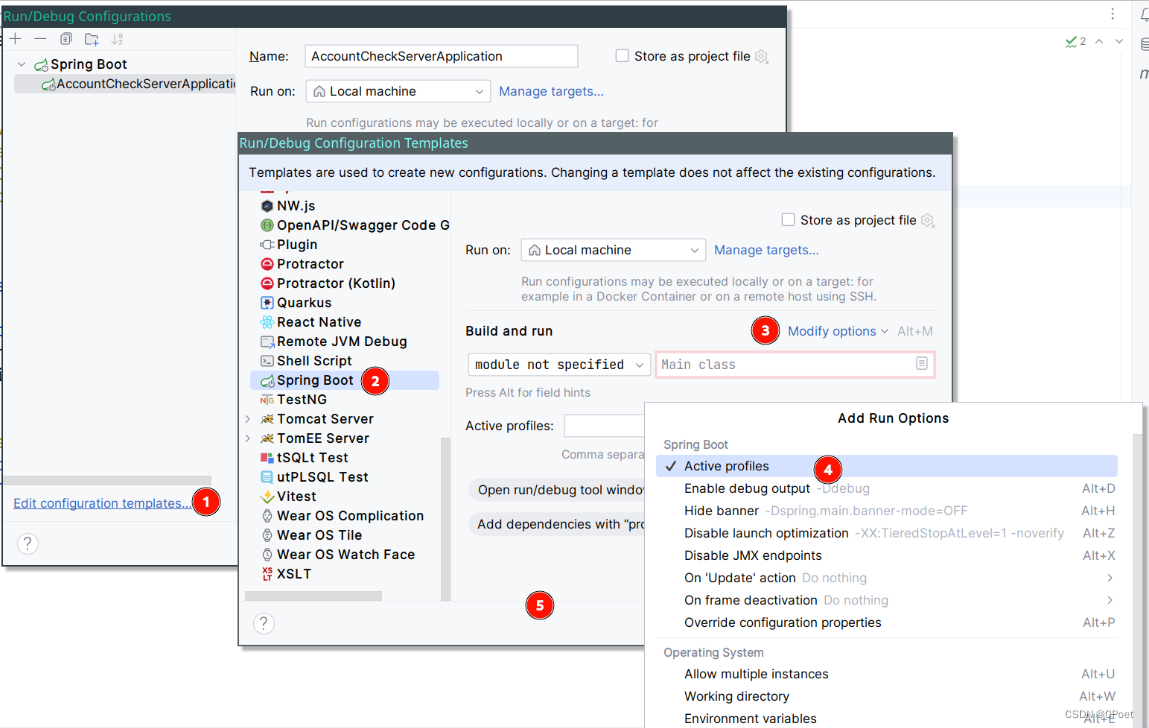 Run/Debug Configurations
Spring Boot
AccountCheckServerApplicatio
Edit configuration templates...
1
?
Name:
AccountCheckServerApplication
Store as project file
Run on:
Local machine
Manage targets...
Run configurations may be executed locally or on a target: for
2
Run/Debug Configuration Templates
Templates are used to create new configurations. Changing a template does not affect the existing configurations.
NW.js
OpenAPI/Swagger Code G
Plugin
Protractor
Protractor (Kotlin)
Quarkus
React Native
Remote JVM Debug
Shell Script
Spring Boot
2
TestNG
Tomcat Server
TomEE Server
tSQLt Test
utPLSQL Test
Vitest
Wear OS Complication
Wear OS Tile
Wear OS Watch Face
XSLT
?
Store as project file
Run on:
Local machine
Manage targets...
Run configurations may be executed locally or on a target: for
example in a Docker Container or on a remote host using SSH.
Build and run
3
Modify options
Alt+M
module not specified
Main class
Press Alt for field hints
Active profiles:
Comma separa
Open run/debug tool windo
Add dependencies with "pro
5
Add Run Options
Spring Boot
Active profiles
4
Enable debug output -Ddebug Alt+D
Hide banner -Dspring.main.banner-mode=OFF Alt+H
Disable launch optimization -XX:TieredStopAtLevel=1 -noverify Alt+Z
Disable JMX endpoints Alt+X
On 'Update' action Do nothing
On frame deactivation Do nothing
Override configuration properties Alt+P
Operating System
Allow multiple instances Alt+U
Working directory Alt+W
Environment variables Alt+E
CSDN @CPoet